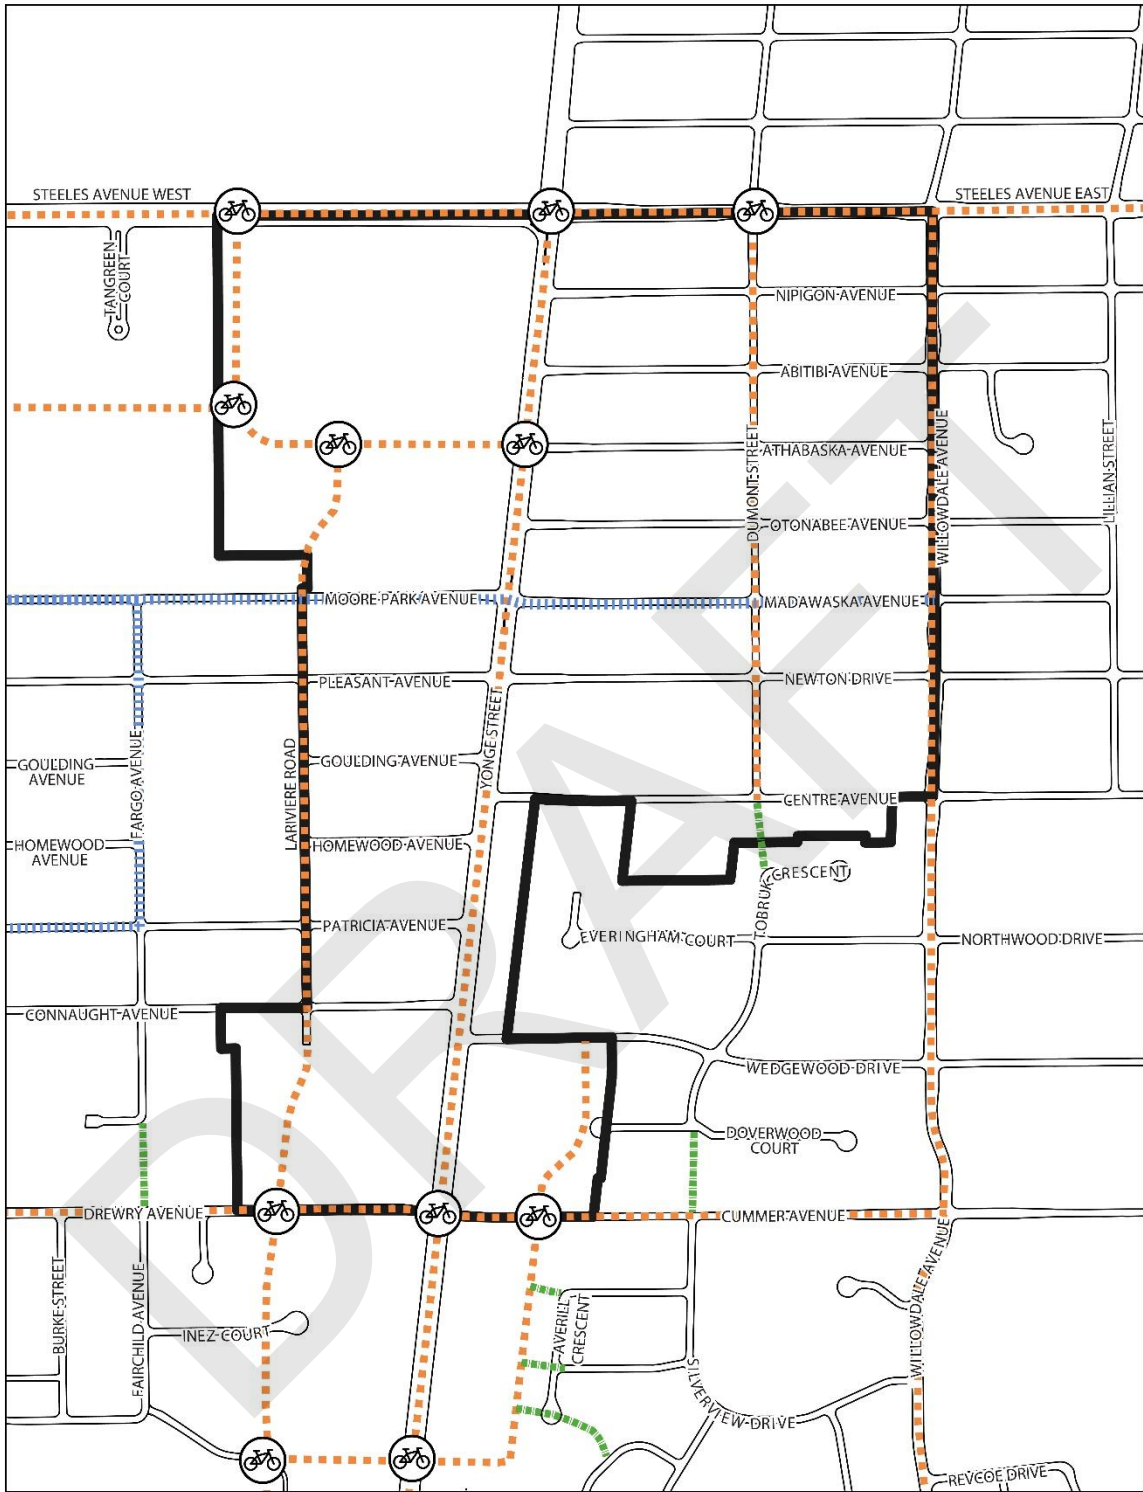 STEELES AVENUE WEST
STEELES AVENUE EAST
TANGREEN
COURT
NIPIGON AVENUE
ABITIBI AVENUE
DUMONT STREET
ATHABASKA AVENUE
WILLOWDALE AVENUE
LILLIAN STREET
OTONABEE AVENUE
MOORE PARK AVENUE
MADAWASKA AVENUE
PLEASANT AVENUE
NEWTON DRIVE
YONGE STREET
FARGO AVENUE
LARIVIERE ROAD
GOULDING
AVENUE
GOULDING AVENUE
CENTRE AVENUE
HOMEWOOD
AVENUE
HOMEWOOD AVENUE
TOBRUK
CRESCENT
PATRICIA AVENUE
EVERINGHAM COURT
NORTHWOOD DRIVE
CONNAUGHT AVENUE
WEDGEWOOD DRIVE
DOVERWOOD
COURT
DREWRY AVENUE
CUMMER AVENUE
BURKE STREET
FAIRCHILD AVENUE
INEZ COURT
AVERILL
CRESCENT
WILLOWDALE AVENUE
SILVERVIEW DRIVE
REVCOE DRIVE
DRAFT